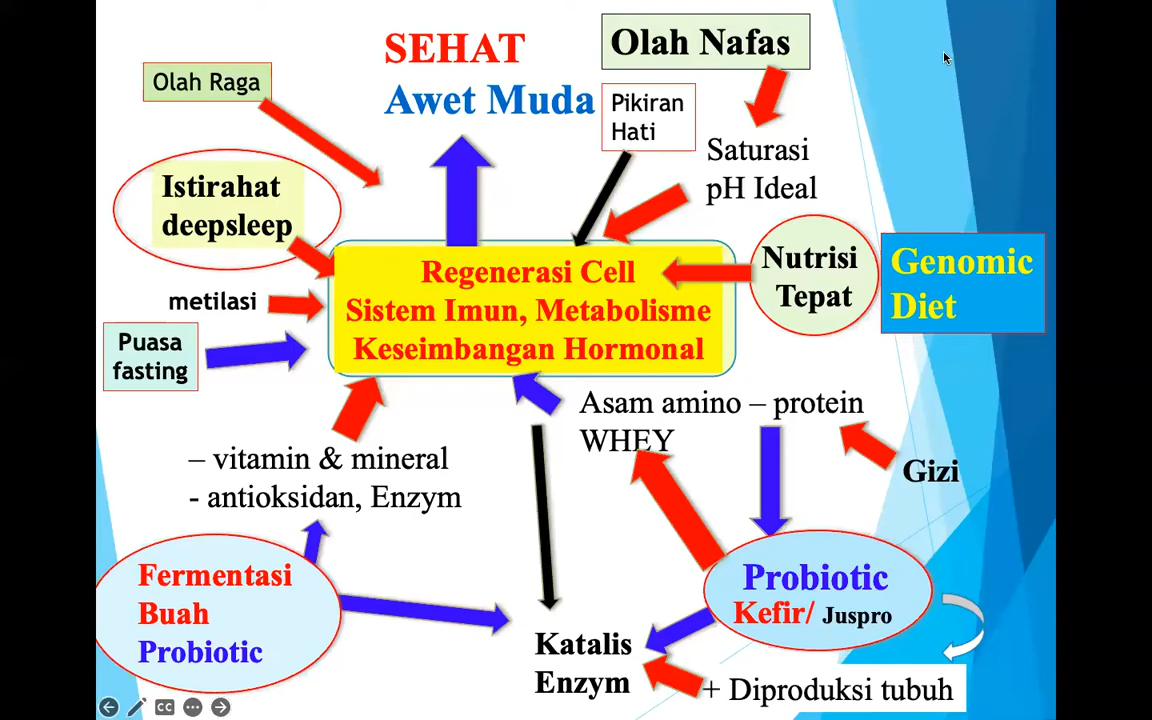 SEHAT
Awet Muda
Olah Nafas
Olah Raga
Pikiran
Hati
Saturasi
pH Ideal
Istirahat
deepsleep
Regenerasi Cell
Sistem Imun, Metabolisme
Keseimbangan Hormonal
Nutrisi
Tepat
Genomic
Diet
metilasi
Puasa
fasting
Asam amino – protein
WHEY
Gizi
– vitamin & mineral
- antioksidan, Enzym
Fermentasi
Buah
Probiotic
Probiotic
Kefir/ Juspro
Katalis
Enzym
+ Diproduksi tubuh
CC